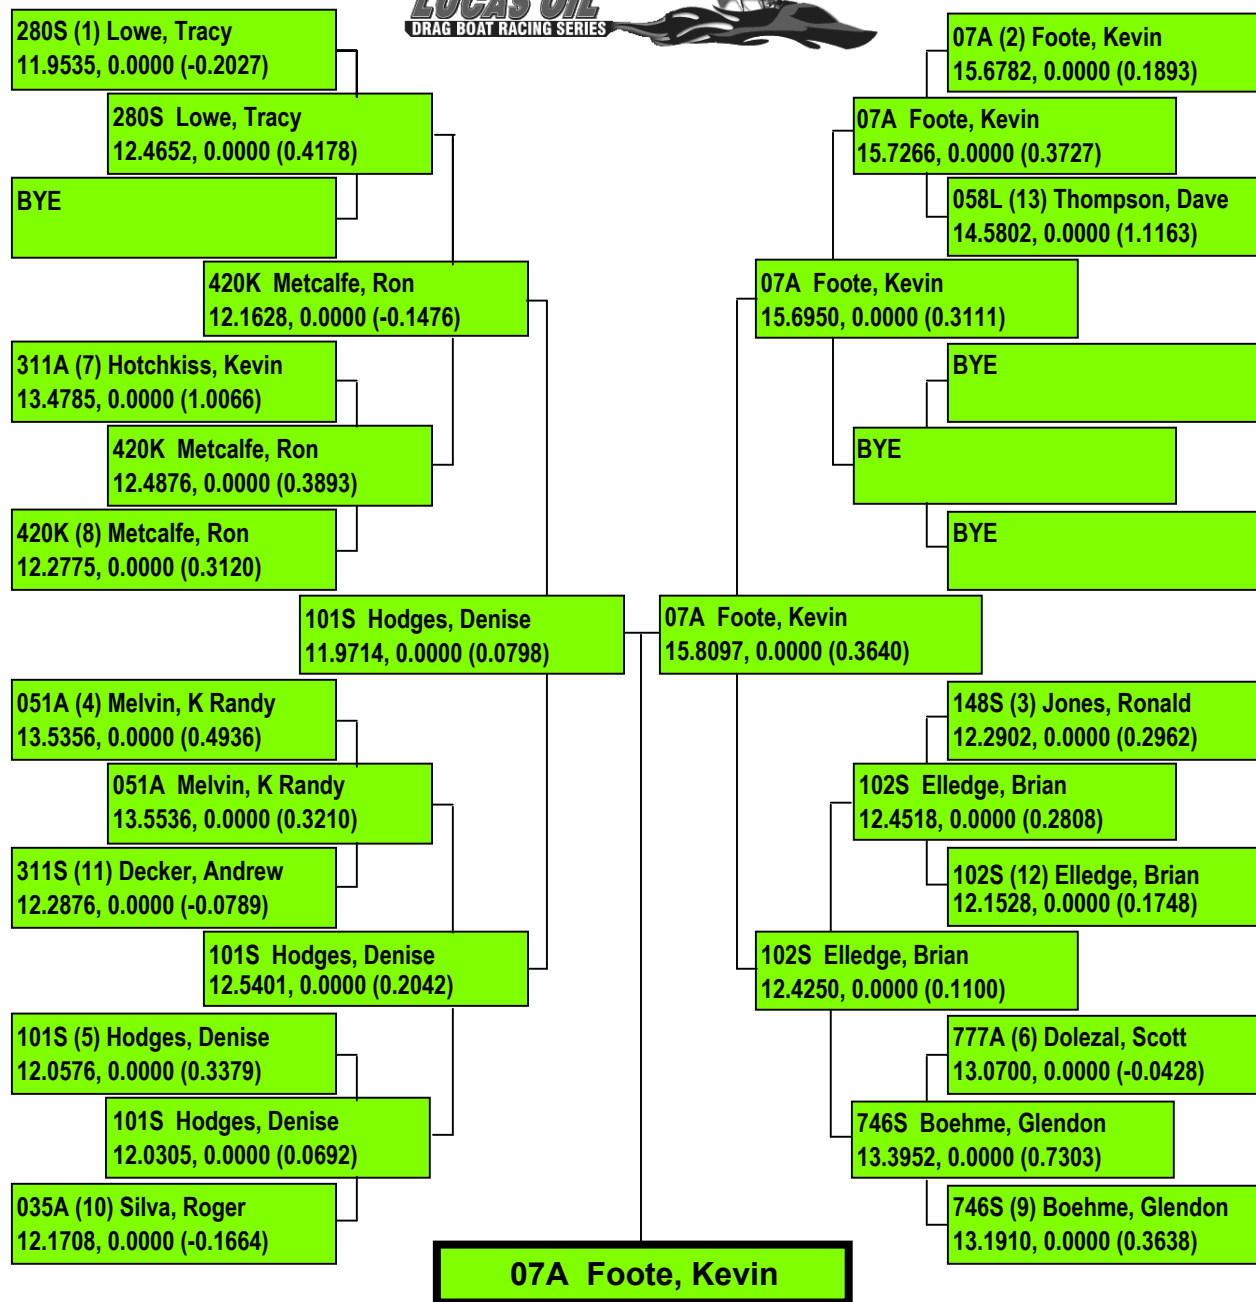 LUCAS OIL
DRAG BOAT RACING SERIES
280S (1) Lowe, Tracy
11.9535, 0.0000 (-0.2027)
280S Lowe, Tracy
12.4652, 0.0000 (0.4178)
BYE
420K Metcalfe, Ron
12.1628, 0.0000 (-0.1476)
311A (7) Hotchkiss, Kevin
13.4785, 0.0000 (1.0066)
420K Metcalfe, Ron
12.4876, 0.0000 (0.3893)
420K (8) Metcalfe, Ron
12.2775, 0.0000 (0.3120)
101S Hodges, Denise
11.9714, 0.0000 (0.0798)
051A (4) Melvin, K Randy
13.5356, 0.0000 (0.4936)
051A Melvin, K Randy
13.5536, 0.0000 (0.3210)
311S (11) Decker, Andrew
12.2876, 0.0000 (-0.0789)
101S Hodges, Denise
12.5401, 0.0000 (0.2042)
101S (5) Hodges, Denise
12.0576, 0.0000 (0.3379)
101S Hodges, Denise
12.0305, 0.0000 (0.0692)
035A (10) Silva, Roger
12.1708, 0.0000 (-0.1664)
07A (2) Foote, Kevin
15.6782, 0.0000 (0.1893)
07A Foote, Kevin
15.7266, 0.0000 (0.3727)
058L (13) Thompson, Dave
14.5802, 0.0000 (1.1163)
07A Foote, Kevin
15.6950, 0.0000 (0.3111)
BYE
BYE
BYE
07A Foote, Kevin
15.8097, 0.0000 (0.3640)
148S (3) Jones, Ronald
12.2902, 0.0000 (0.2962)
102S Elledge, Brian
12.4518, 0.0000 (0.2808)
102S (12) Elledge, Brian
12.1528, 0.0000 (0.1748)
102S Elledge, Brian
12.4250, 0.0000 (0.1100)
777A (6) Dolezal, Scott
13.0700, 0.0000 (-0.0428)
746S Boehme, Glendon
13.3952, 0.0000 (0.7303)
746S (9) Boehme, Glendon
13.1910, 0.0000 (0.3638)
07A Foote, Kevin